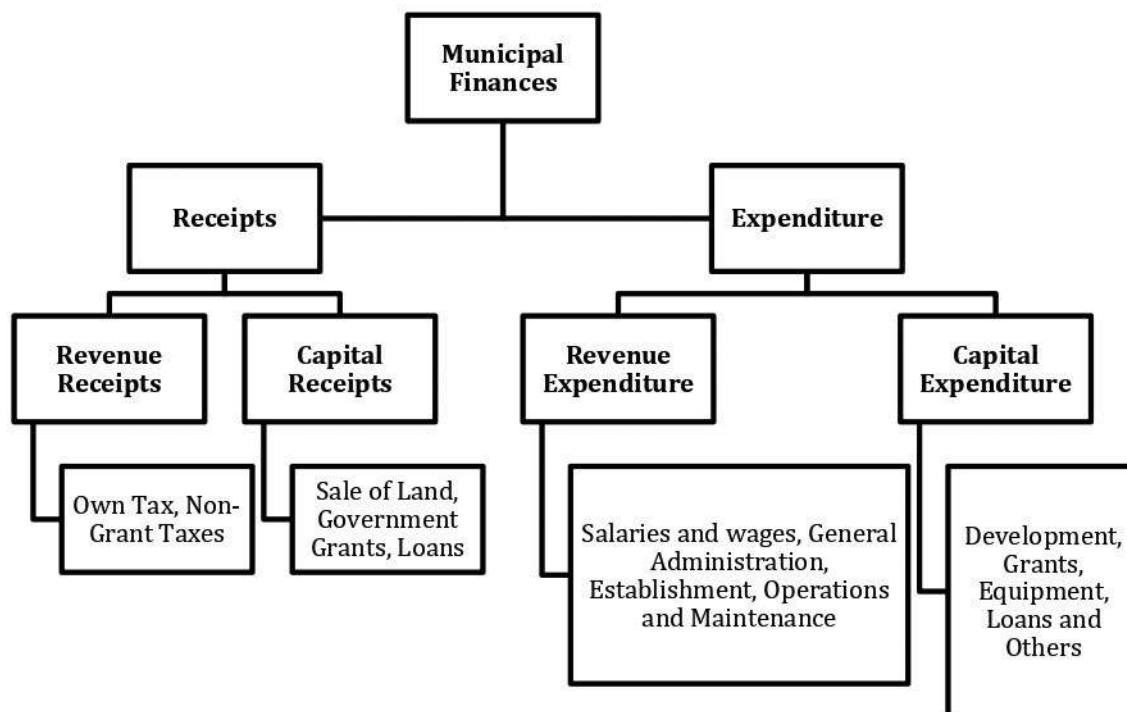 Municipal
Finances
Receipts
Expenditure
Revenue
Receipts
Capital
Receipts
Revenue
Expenditure
Capital
Expenditure
Own Tax, Non-
Grant Taxes
Sale of Land,
Government
Grants, Loans
Salaries and wages, General
Administration,
Establishment, Operations
and Maintenance
Development,
Grants,
Equipment,
Loans and
Others